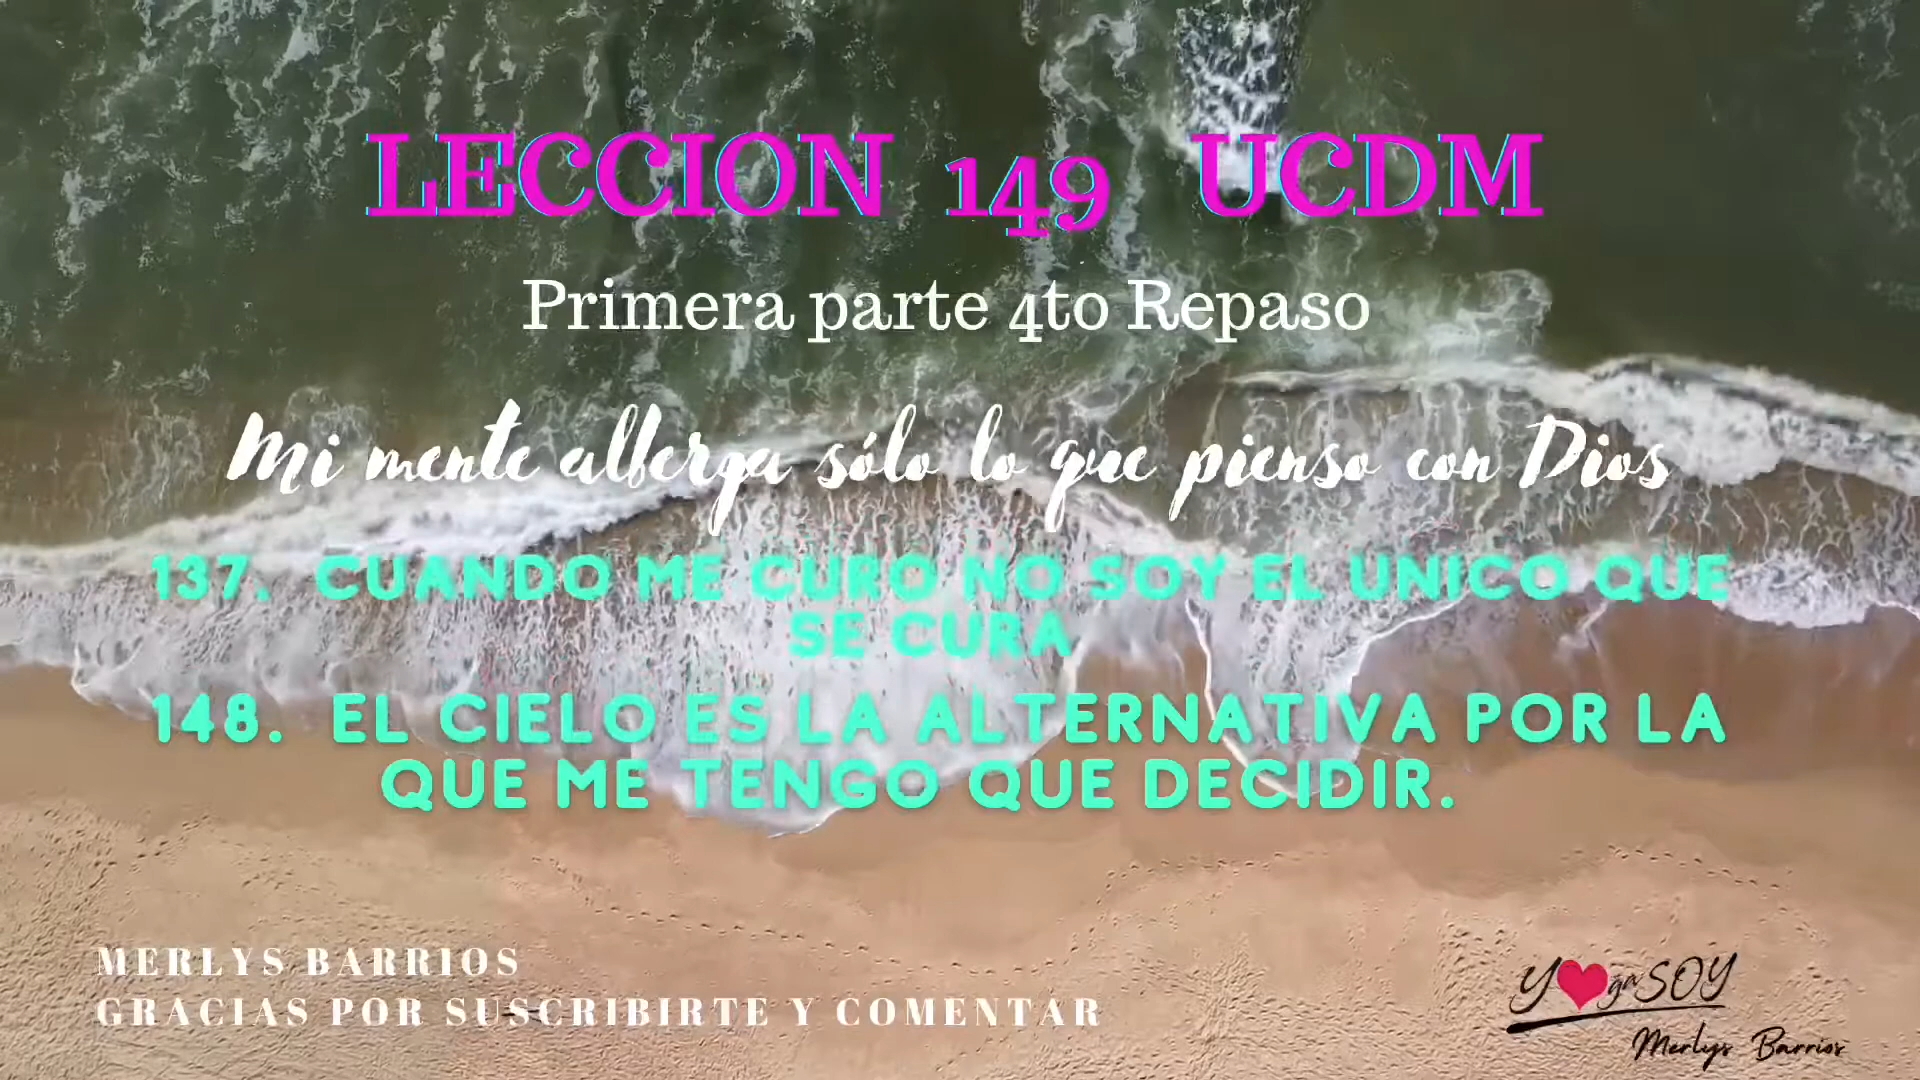 LECCION 149 UCDM
Primera parte 4to Repaso
Mi mente alberga sólo lo que pienso con Dios
137. CUANDO ME CURO NO SOY EL UNICO QUE
SE CURA
148. EL CIELO ES LA ALTERNATIVA POR LA
QUE ME TENGO QUE DECIDIR.
MERLYS BARRIOS
GRACIAS POR SUSCRIBIRTE Y COMENTAR
Y❤gaSOY
Merlys Barrios